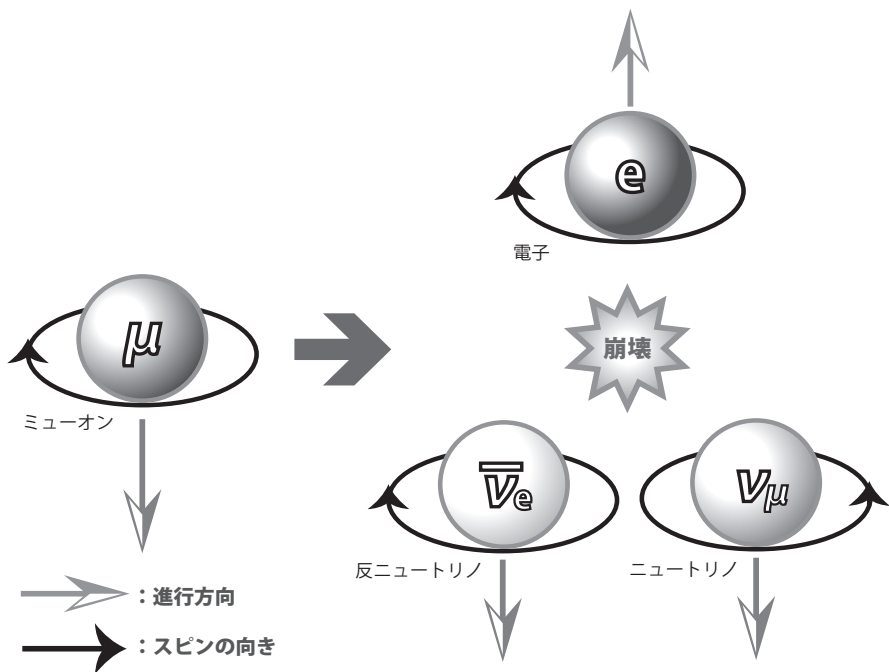 e
電子
崩壊
μ
ミューオン
ν̅e
反ニュートリノ
νμ
ニュートリノ
：進行方向
：スピンの向き